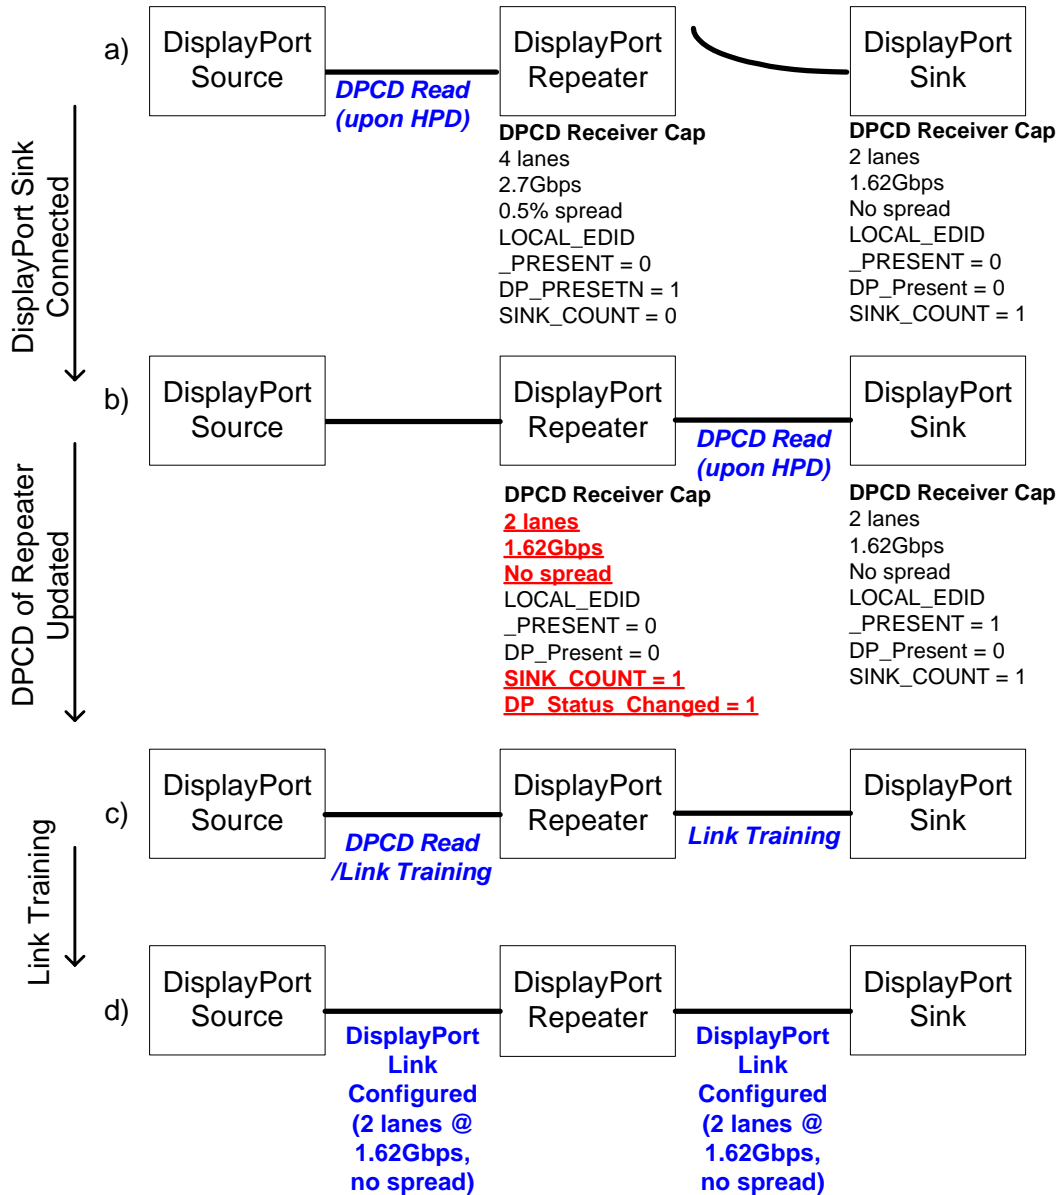 a)
DisplayPort
Source
DisplayPort
Repeater
DisplayPort
Sink
DPCD Read
(upon HPD)
DPCD Receiver Cap
4 lanes
2.7Gbps
0.5% spread
LOCAL_EDID
_PRESENT = 0
DP_PRESETN = 1
SINK_COUNT = 0
DPCD Receiver Cap
2 lanes
1.62Gbps
No spread
LOCAL_EDID
_PRESENT = 0
DP_Present = 0
SINK_COUNT = 1
DisplayPort Sink
Connected
b)
DisplayPort
Source
DisplayPort
Repeater
DisplayPort
Sink
DPCD Read
(upon HPD)
DPCD Receiver Cap
2 lanes
1.62Gbps
No spread
LOCAL_EDID
_PRESENT = 0
DP_Present = 0
SINK_COUNT = 1
DP_Status_Changed = 1
DPCD Receiver Cap
2 lanes
1.62Gbps
No spread
LOCAL_EDID
_PRESENT = 1
DP_Present = 0
SINK_COUNT = 1
DPCD of Repeater
Updated
c)
DisplayPort
Source
DisplayPort
Repeater
DisplayPort
Sink
DPCD Read
/Link Training
Link Training
Link Training
d)
DisplayPort
Source
DisplayPort
Repeater
DisplayPort
Sink
DisplayPort
Link
Configured
(2 lanes @
1.62Gbps,
no spread)
DisplayPort
Link
Configured
(2 lanes @
1.62Gbps,
no spread)